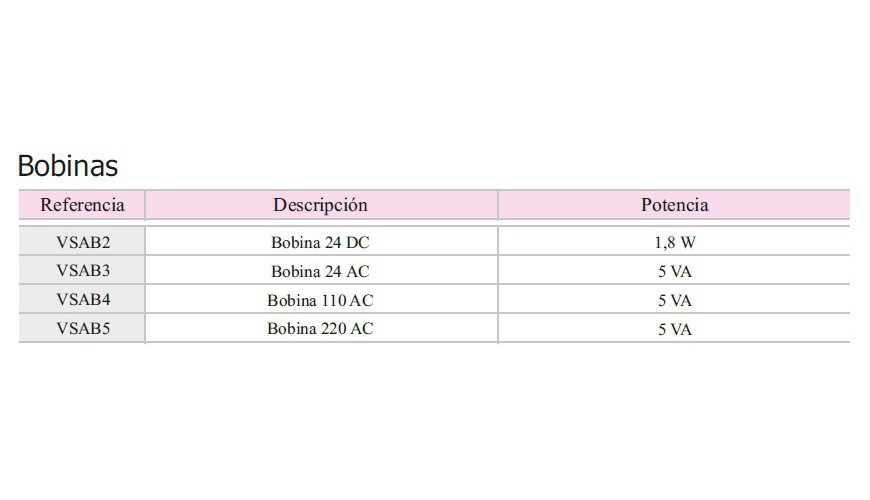 Bobinas
Referencia Descripción Potencia
VSAB2 Bobina 24 DC 1,8 W
VSAB3 Bobina 24 AC 5 VA
VSAB4 Bobina 110 AC 5 VA
VSAB5 Bobina 220 AC 5 VA